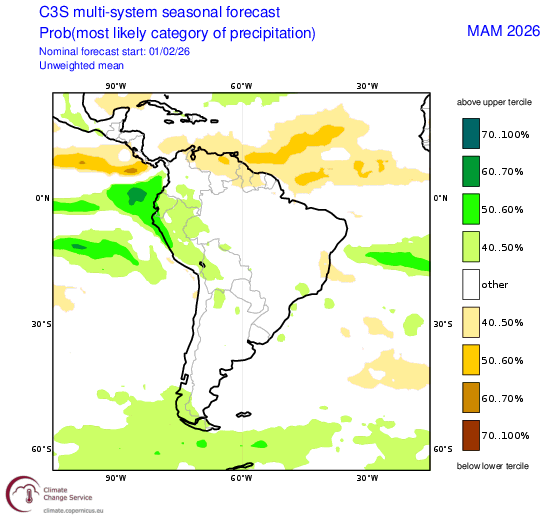 C3S multi-system seasonal forecast
Prob(most likely category of precipitation)
MAM 2026
Nominal forecast start: 01/02/26
Unweighted mean
90°W 60°W 30°W
above upper tercile
70..100%
60..70%
50..60%
40..50%
other
40..50%
50..60%
60..70%
70..100%
below lower tercile
0°N 0°N
30°S 30°S
60°S 60°S
90°W 60°W 30°W
Climate
Change Service
climate.copernicus.eu